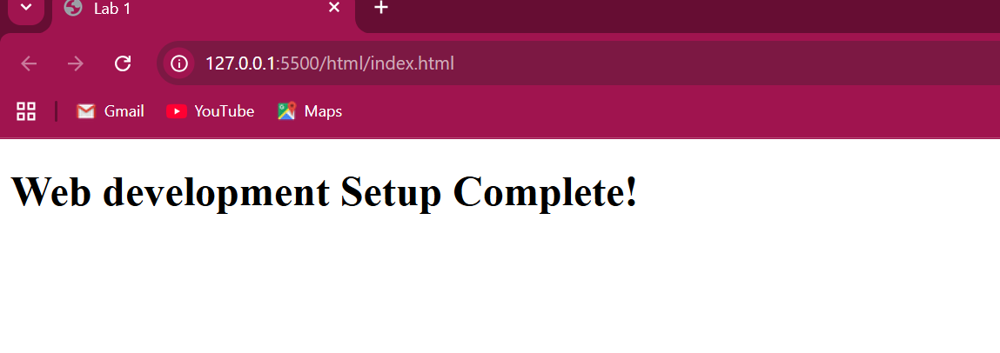 Lab 1
127.0.0.1:5500/html/index.html
Gmail YouTube Maps
Web development Setup Complete!